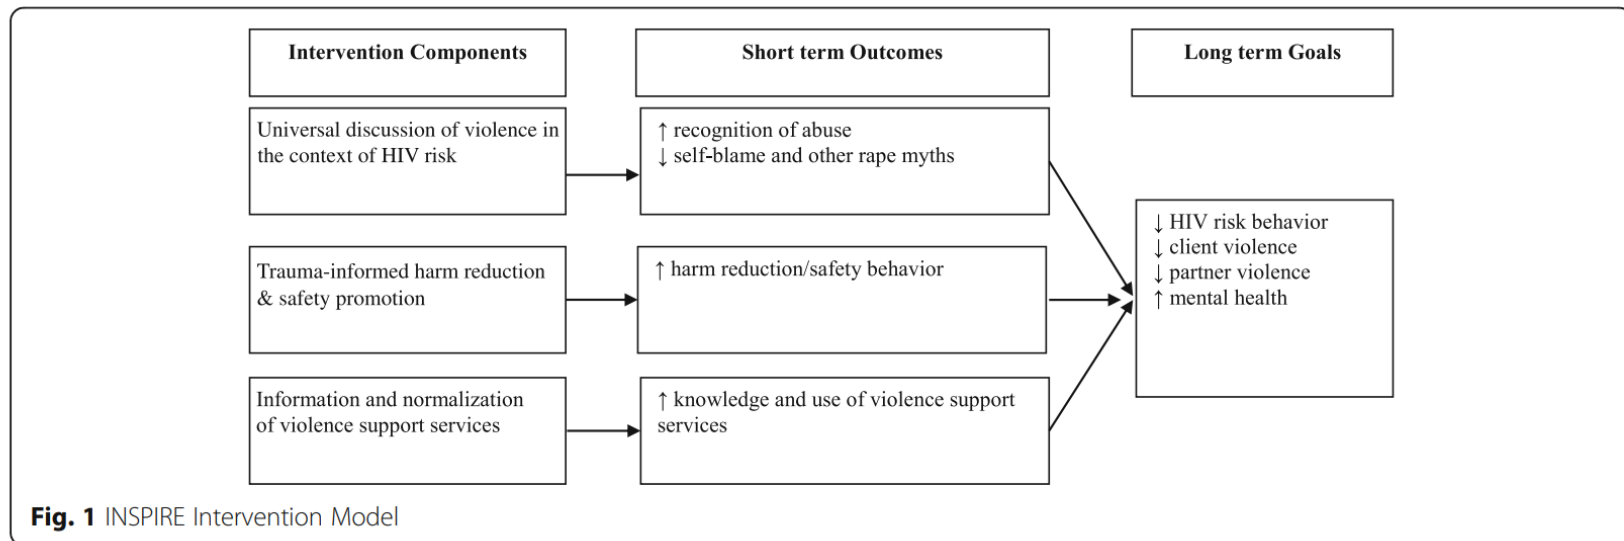 Intervention Components
Short term Outcomes
Long term Goals
Universal discussion of violence in
the context of HIV risk
↑ recognition of abuse
↓ self-blame and other rape myths
Trauma-informed harm reduction
& safety promotion
↑ harm reduction/safety behavior
Information and normalization
of violence support services
↑ knowledge and use of violence support
services
↓ HIV risk behavior
↓ client violence
↓ partner violence
↑ mental health
Fig. 1 INSPIRE Intervention Model